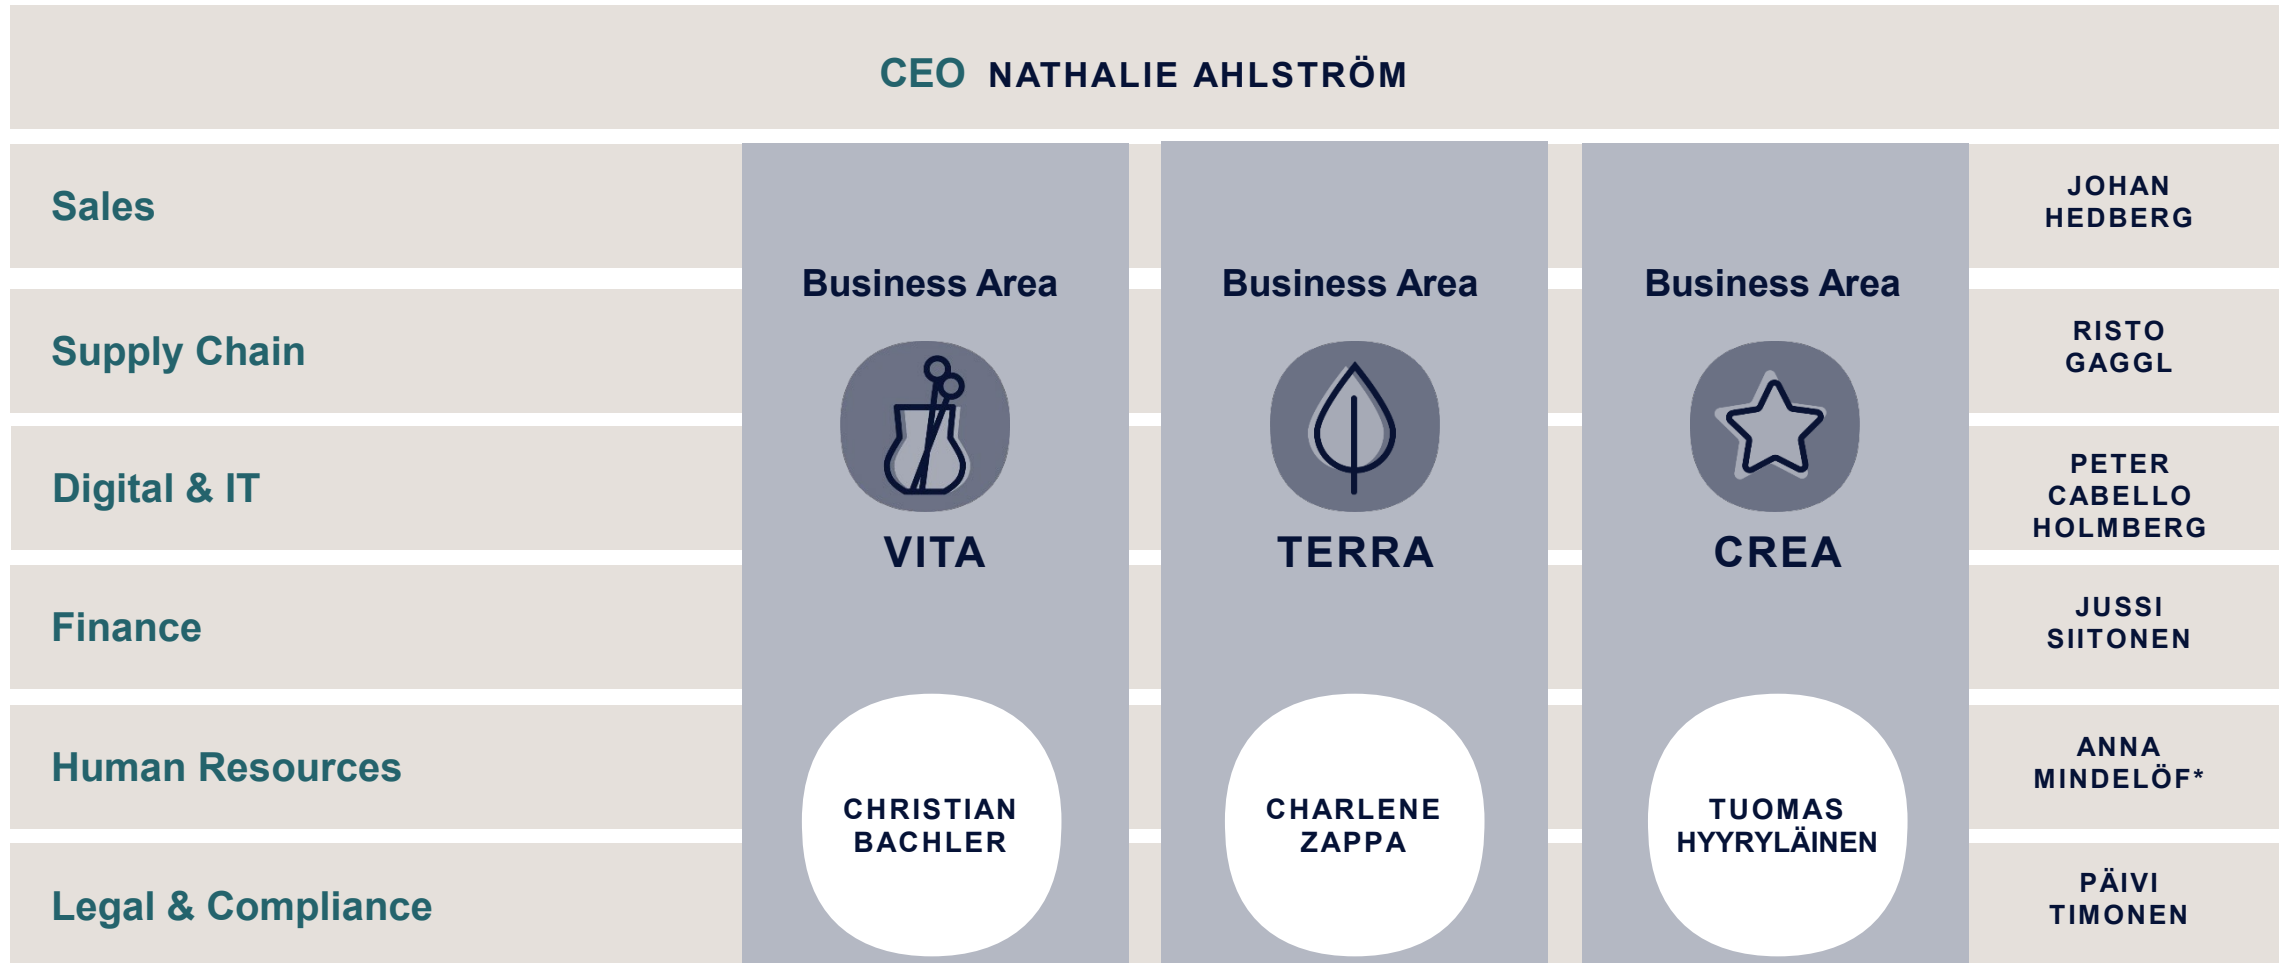 CEO NATHALIE AHLSTRÖM
Sales
JOHAN
HEDBERG
Business Area
Business Area
Business Area
Supply Chain
RISTO
GAGGL
Digital & IT
PETER
CABELLO
HOLMBERG
VITA
TERRA
CREA
Finance
JUSSI
SIITONEN
Human Resources
ANNA
MINDELÖF*
CHRISTIAN
BACHLER
CHARLENE
ZAPPA
TUOMAS
HYYRYLÄINEN
Legal & Compliance
PÄIVI
TIMONEN